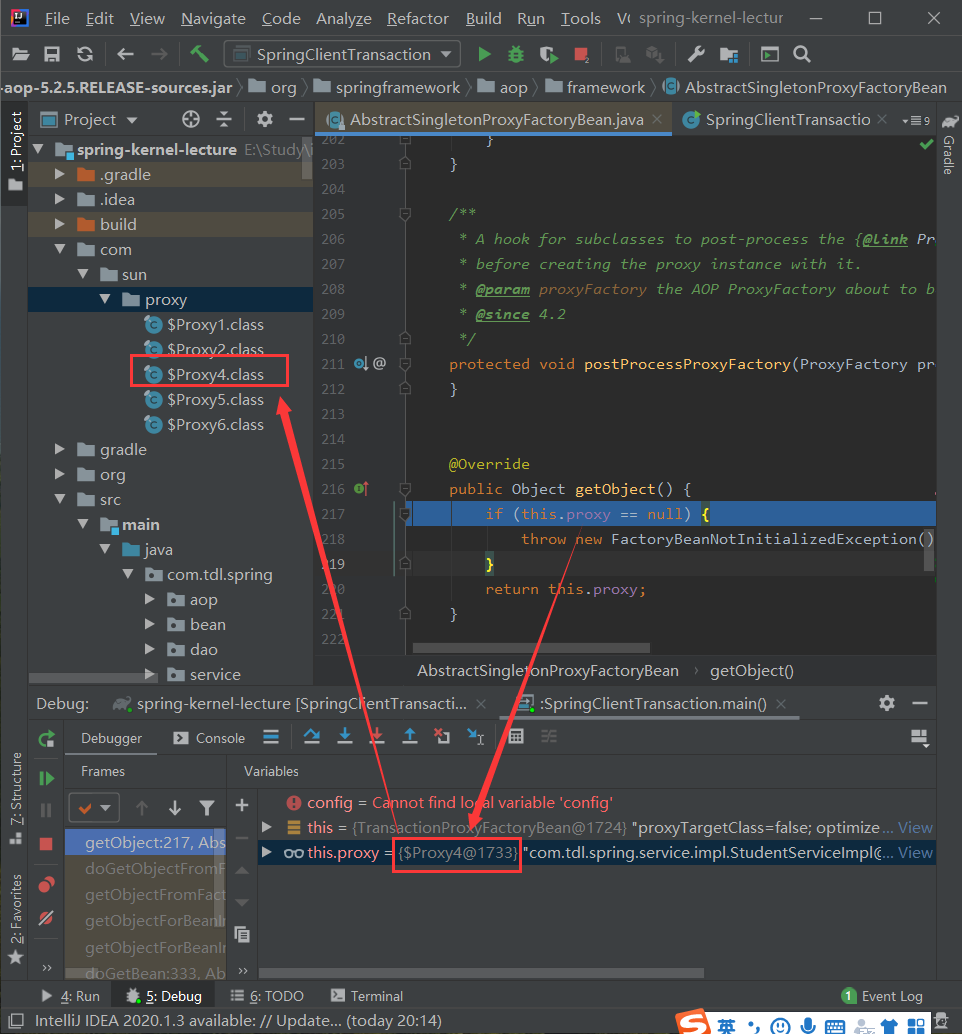 File Edit View Navigate Code Analyze Refactor Build Run Tools spring-kernel-lectur
SpringClientTransaction
-aop-5.2.5.RELEASE-sources.jar org springframework aop framework AbstractSingletonProxyFactoryBean
1: Project
Project
AbstractSingletonProxyFactoryBean.java
SpringClientTransactio
9
Gradle
spring-kernel-lecture E:\Study\i
.gradle
.idea
build
com
sun
proxy
$Proxy1.class
$Proxy2.class
$Proxy4.class
$Proxy5.class
$Proxy6.class
gradle
org
src
main
java
com.tdl.spring
aop
bean
dao
service
202 }
203 }
204
205 /**
206 * A hook for subclasses to post-process the {@link Pr
207 * before creating the proxy instance with it.
208 * @param proxyFactory the AOP ProxyFactory about to b
209 * @since 4.2
210 */
211 @ protected void postProcessProxyFactory(ProxyFactory pr
212 }
213
214
215 @Override
216 public Object getObject() {
217 if (this.proxy == null) {
218 throw new FactoryBeanNotInitializedException()
219 }
220 return this.proxy;
221 }
222
AbstractSingletonProxyFactoryBean › getObject()
Debug: spring-kernel-lecture [SpringClientTransacti... :SpringClientTransaction.main()
Debugger Console
Frames
Variables
getObject:217, Abs
doGetObjectFromF
getObjectFromFact
getObjectForBeanIn
getObjectForBeanIn
doGetBean:333, Ab
config = Cannot find local variable 'config'
this = {TransactionProxyFactoryBean@1724} "proxyTargetClass=false; optimize... View
this.proxy = {$Proxy4@1733} "com.tdl.spring.service.impl.StudentServiceImpl@... View
7: Structure
2: Favorites
4: Run 5: Debug 6: TODO Terminal 1 Event Log
IntelliJ IDEA 2020.1.3 available: // Update... (today 20:14)
S 英